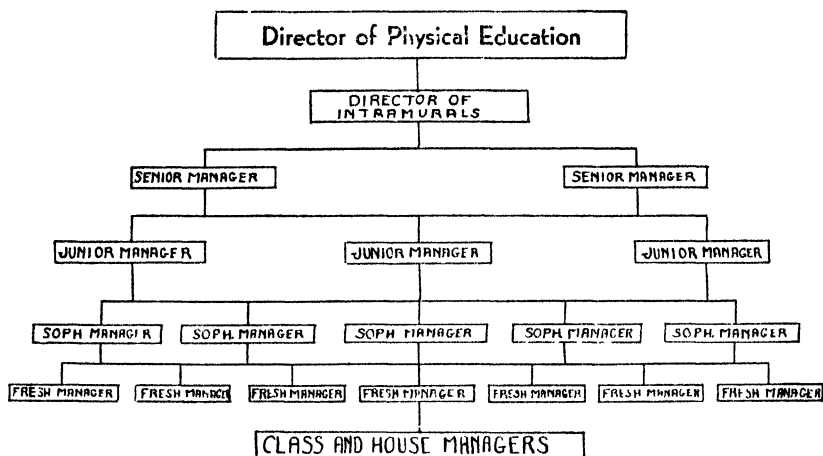 Director of Physical Education
DIRECTOR OF
INTRAMURALS
SENIOR MANAGER
SENIOR MANAGER
JUNIOR MANAGER
JUNIOR MANAGER
JUNIOR MANAGER
SOPH MANAGER
SOPH. MANAGER
SOPH MANAGER
SOPH MANAGER
SOPH. MANAGER
FRESH MANAGER
FRESH MANAGER
FRESH MANAGER
FRESH MANAGER
FRESH MANAGER
FRESH MANAGER
FRESH MANAGER
CLASS AND HOUSE MANAGERS